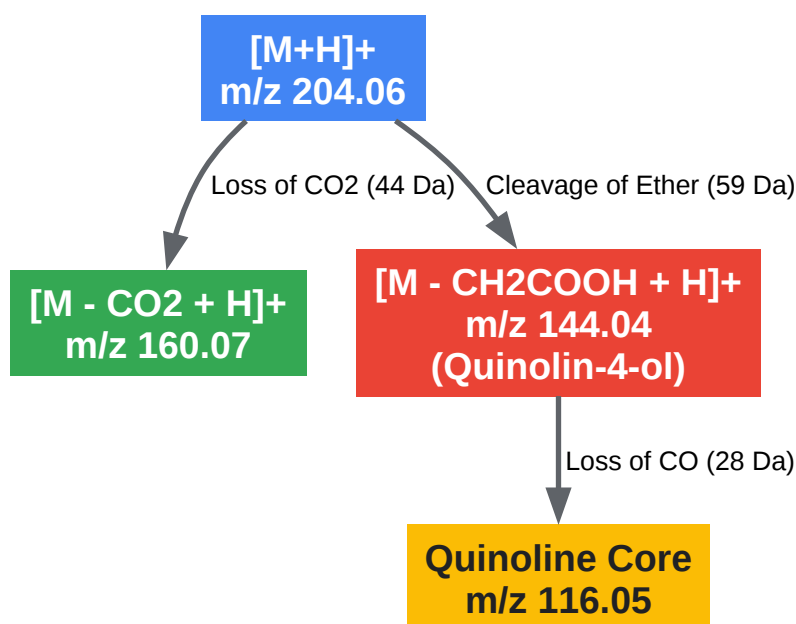 [M+H]+
m/z 204.06
Loss of CO2 (44 Da)
Cleavage of Ether (59 Da)
[M - CO2 + H]+
m/z 160.07
[M - CH2COOH + H]+
m/z 144.04
(Quinolin-4-ol)
Loss of CO (28 Da)
Quinoline Core
m/z 116.05